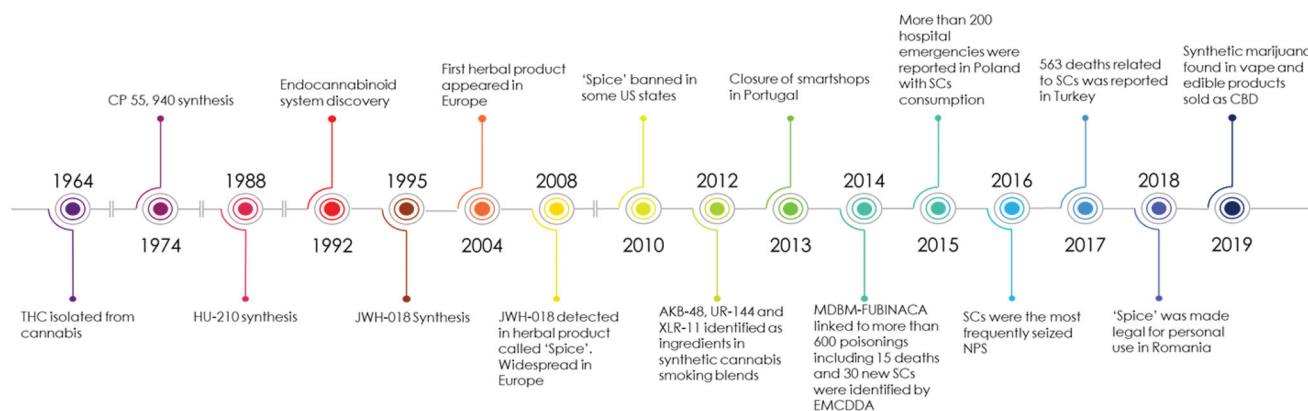 THC isolated from
cannabis
1964
CP 55, 940 synthesis
1974
1988
HU-210 synthesis
Endocannabinoid
system discovery
1992
1995
JWH-018 Synthesis
First herbal product
appeared in
Europe
2004
2008
JWH-018 detected
in herbal product
called 'Spice'.
Widespread in
Europe
'Spice' banned in
some US states
2010
2012
AKB-48, UR-144 and
XLR-11 identified as
ingredients in
synthetic cannabis
smoking blends
Closure of smartshops
in Portugal
2013
2014
MDBM-FUBINACA
linked to more than
600 poisonings
including 15 deaths
and 30 new SCs
were identified by
EMCDDA
More than 200
hospital
emergencies were
reported in Poland
with SCs
consumption
2015
2016
SCs were the most
frequently seized
NPS
563 deaths related
to SCs was reported
in Turkey
2017
2018
'Spice' was made
legal for personal
use in Romania
Synthetic marijuana
found in vape and
edible products
sold as CBD
2019